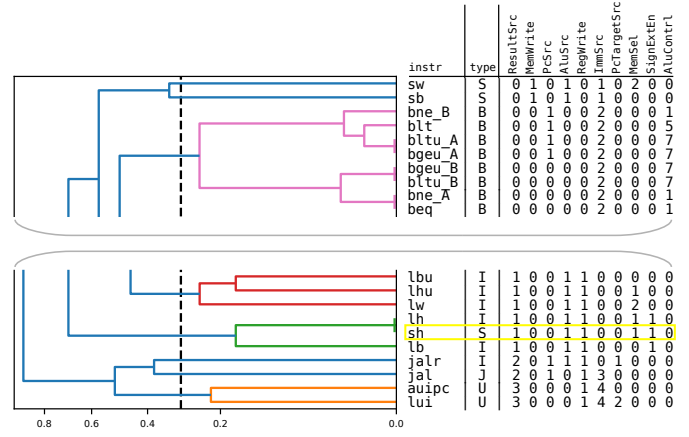 instr type ResultSrc MemWrite PcSrc AluSrc RegWrite ImmSrc PcTargetSrc MemSel SignExtEn AluContrl
sw S 0 1 0 1 0 1 0 2 0 0
sb S 0 1 0 1 0 1 0 0 0 0
bne_B B 0 0 1 0 0 2 0 0 0 1
blt B 0 0 1 0 0 2 0 0 0 5
bltu_A B 0 0 1 0 0 2 0 0 0 7
bgeu_A B 0 0 1 0 0 2 0 0 0 7
bgeu_B B 0 0 0 0 0 2 0 0 0 7
bltu_B B 0 0 0 0 0 2 0 0 0 7
bne_A B 0 0 0 0 0 2 0 0 0 1
beq B 0 0 0 0 0 2 0 0 0 1
lbu I 1 0 0 1 1 0 0 0 0 0
lhu I 1 0 0 1 1 0 0 1 0 0
lw I 1 0 0 1 1 0 0 2 0 0
lh I 1 0 0 1 1 0 0 1 1 0
sh S 1 0 0 1 1 0 0 1 1 0
lb I 1 0 0 1 1 0 0 0 1 0
jalr I 2 0 1 1 1 0 1 0 0 0
jal J 2 0 1 0 1 3 0 0 0 0
auipc U 3 0 0 0 1 4 0 0 0 0
lui U 3 0 0 0 1 4 2 0 0 0
0.8 0.6 0.4 0.2 0.0